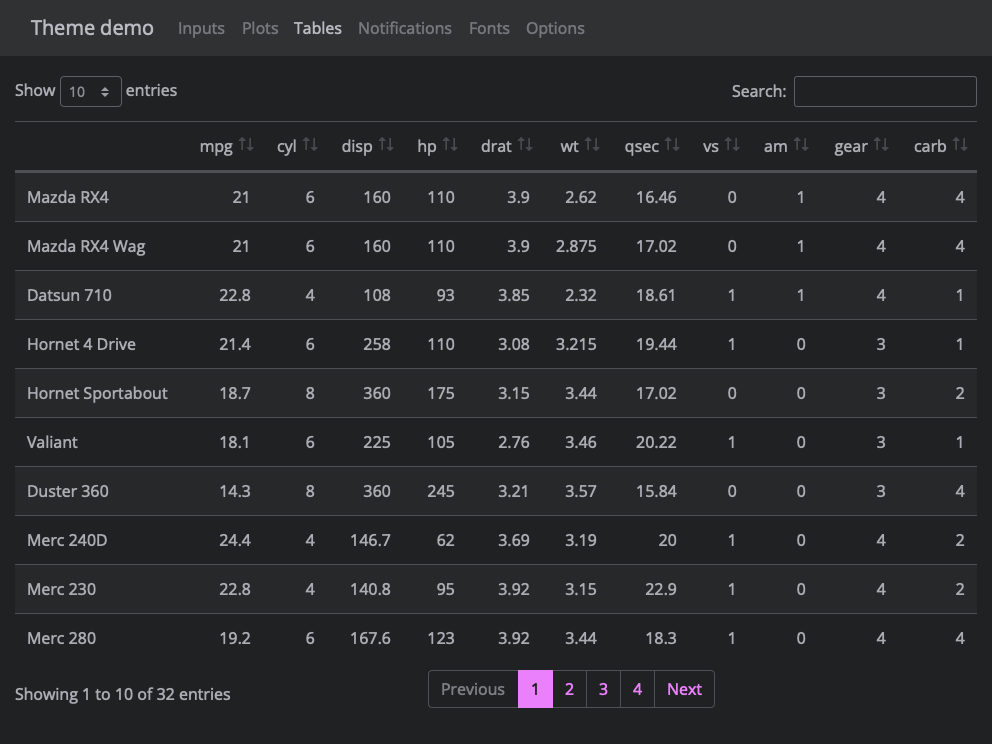 Theme demo Inputs Plots Tables Notifications Fonts Options
Show 10 entries Search:
mpg cyl disp hp drat wt qsec vs am gear carb
Mazda RX4 21 6 160 110 3.9 2.62 16.46 0 1 4 4
Mazda RX4 Wag 21 6 160 110 3.9 2.875 17.02 0 1 4 4
Datsun 710 22.8 4 108 93 3.85 2.32 18.61 1 1 4 1
Hornet 4 Drive 21.4 6 258 110 3.08 3.215 19.44 1 0 3 1
Hornet Sportabout 18.7 8 360 175 3.15 3.44 17.02 0 0 3 2
Valiant 18.1 6 225 105 2.76 3.46 20.22 1 0 3 1
Duster 360 14.3 8 360 245 3.21 3.57 15.84 0 0 3 4
Merc 240D 24.4 4 146.7 62 3.69 3.19 20 1 0 4 2
Merc 230 22.8 4 140.8 95 3.92 3.15 22.9 1 0 4 2
Merc 280 19.2 6 167.6 123 3.92 3.44 18.3 1 0 4 4
Showing 1 to 10 of 32 entries Previous 1 2 3 4 Next